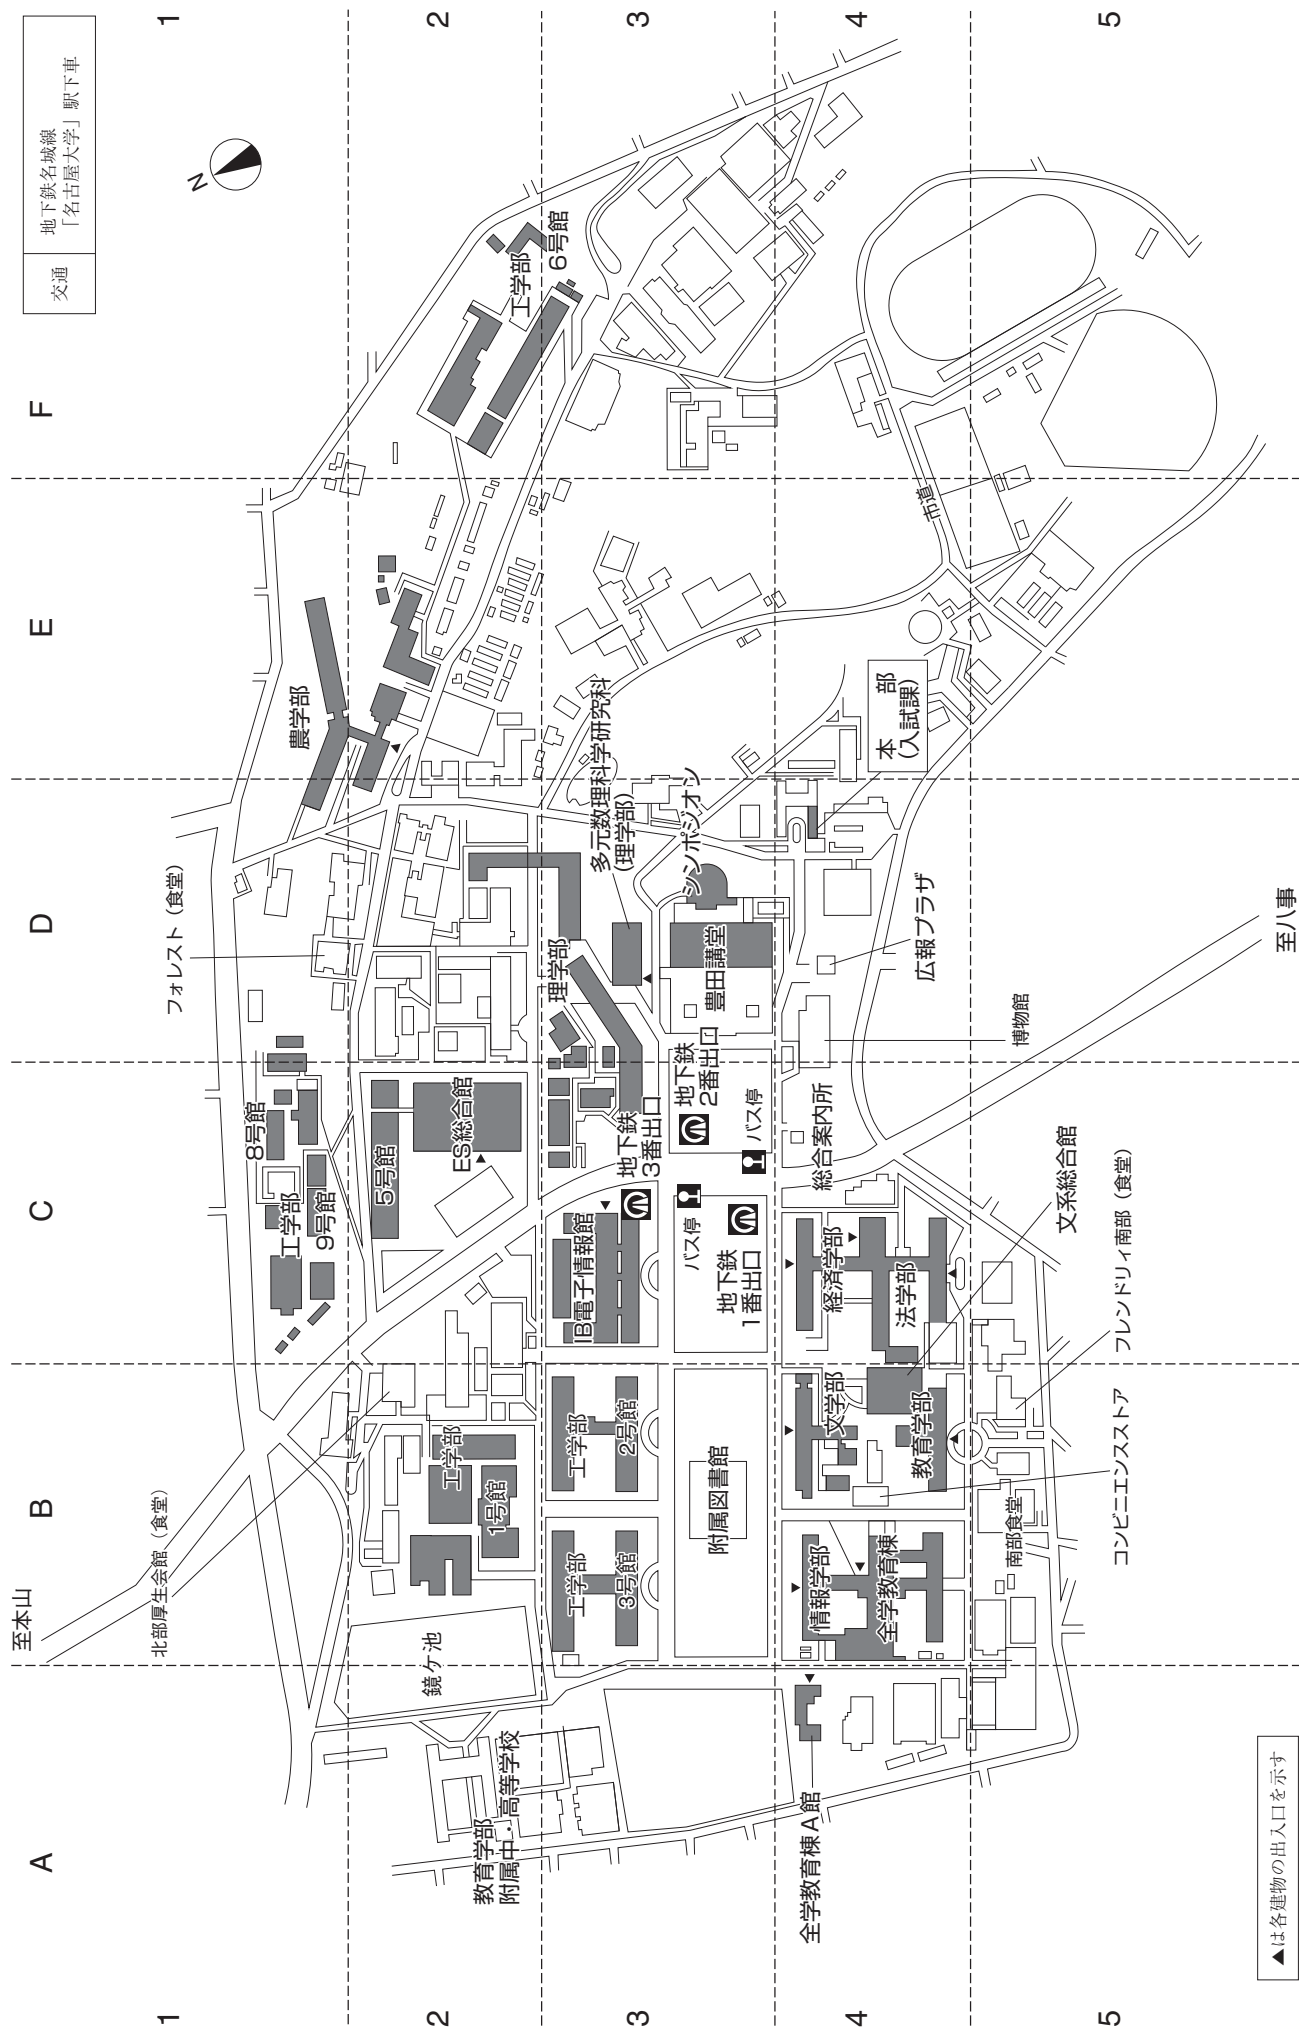 交通
地下鉄名城線
「名古屋大学」駅下車
A
B
C
D
E
F
1
2
3
4
5
1
2
3
4
5
N
至本山
北部厚生会館（食堂）
フォレスト（食堂）
農学部
8号館
工学部
9号館
5号館
ES総合館
工学部
1号館
鏡ケ池
教育学部
附属中・高等学校
工学部
6号館
理学部
多元数理科学研究科
（理学部）
シンポジオン
豊田講堂
地下鉄
2番出口
地下鉄
3番出口
バス停
バス停
地下鉄
1番出口
IB電子情報館
工学部
2号館
工学部
3号館
附属図書館
本部
（入試課）
市道
広報プラザ
博物館
総合案内所
経済学部
法学部
文系総合館
文学部
教育学部
情報学部
全学教育棟
全学教育棟A館
フレンドリィ南部（食堂）
コンビニエンスストア
南部食堂
至八事
▲は各建物の出入口を示す